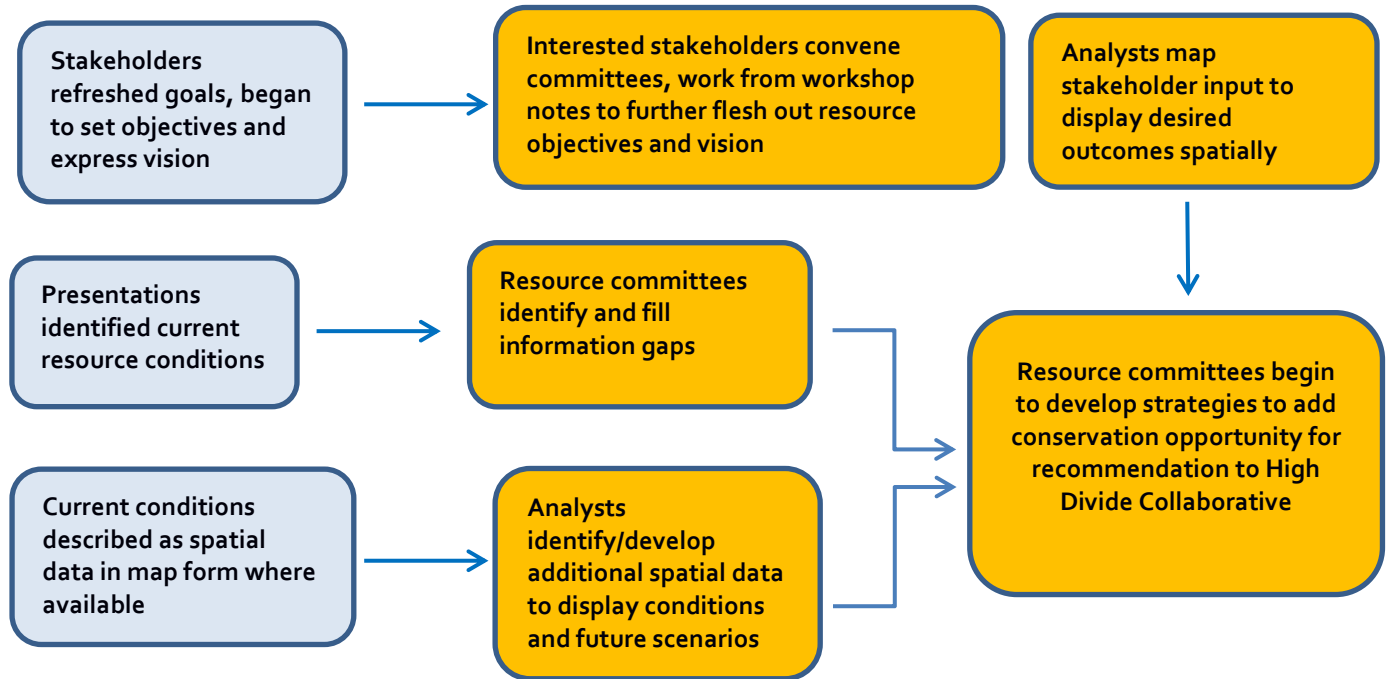 Stakeholders
refreshed goals, began
to set objectives and
express vision
Interested stakeholders convene
committees, work from workshop
notes to further flesh out resource
objectives and vision
Analysts map
stakeholder input to
display desired
outcomes spatially
Presentations
identified current
resource conditions
Resource committees
identify and fill
information gaps
Resource committees begin
to develop strategies to add
conservation opportunity for
recommendation to High
Divide Collaborative
Current conditions
described as spatial
data in map form where
available
Analysts
identify/develop
additional spatial data
to display conditions
and future scenarios